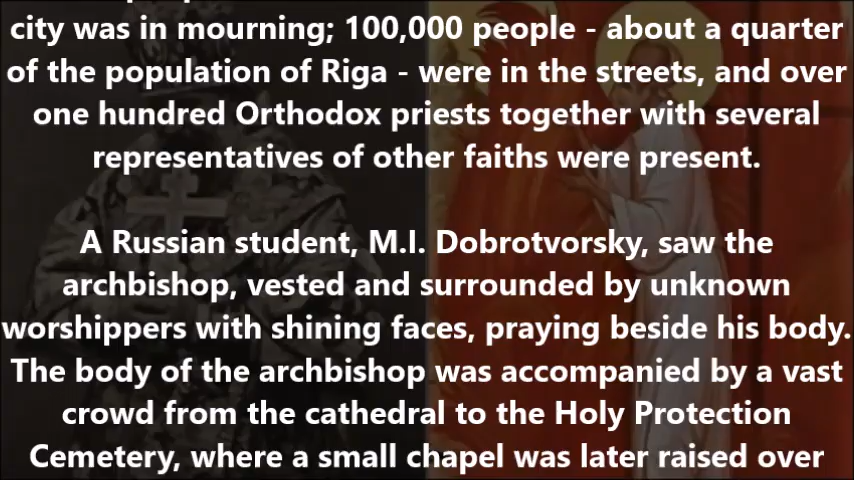 city was in mourning; 100,000 people - about a quarter
of the population of Riga - were in the streets, and over
one hundred Orthodox priests together with several
representatives of other faiths were present.
A Russian student, M.I. Dobrotvorsky, saw the
archbishop, vested and surrounded by unknown
worshippers with shining faces, praying beside his body.
The body of the archbishop was accompanied by a vast
crowd from the cathedral to the Holy Protection
Cemetery, where a small chapel was later raised over